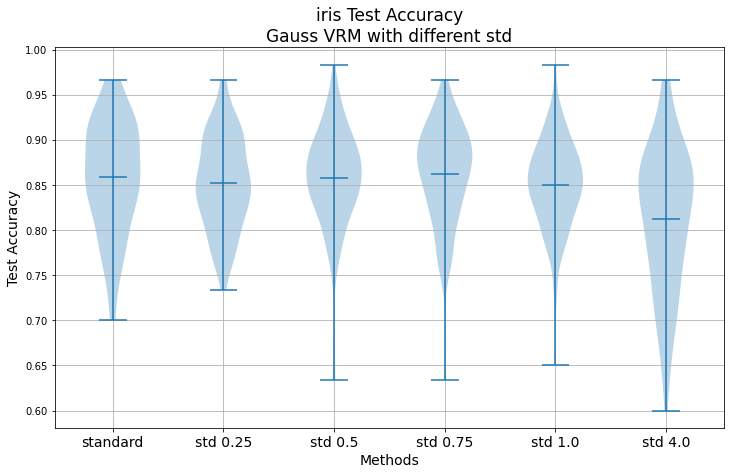 iris Test Accuracy
Gauss VRM with different std
Test Accuracy
1.00
0.95
0.90
0.85
0.80
0.75
0.70
0.65
0.60
standard std 0.25 std 0.5 std 0.75 std 1.0 std 4.0
Methods